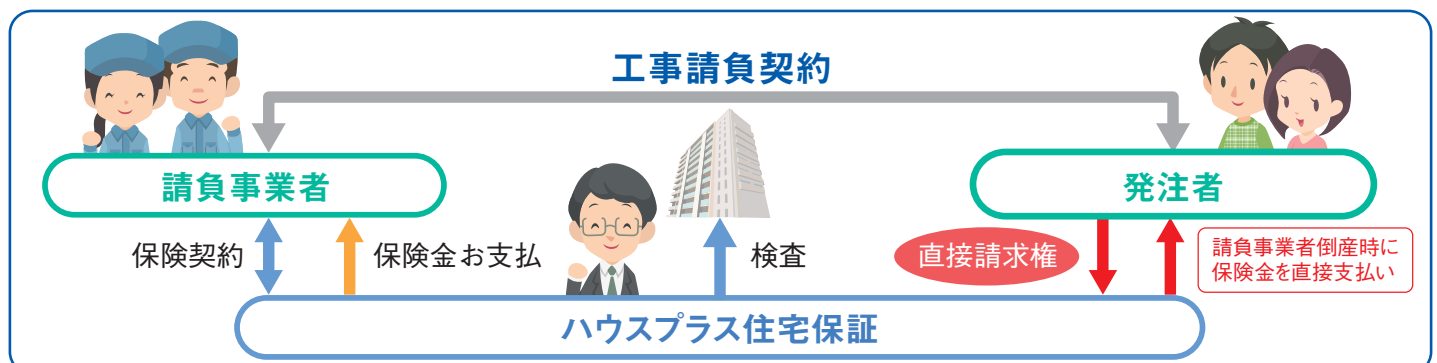 工事請負契約
請負事業者
発注者
保険契約
保険金お支払
検査
直接請求権
請負事業者倒産時に
保険金を直接支払い
ハウスプラス住宅保証